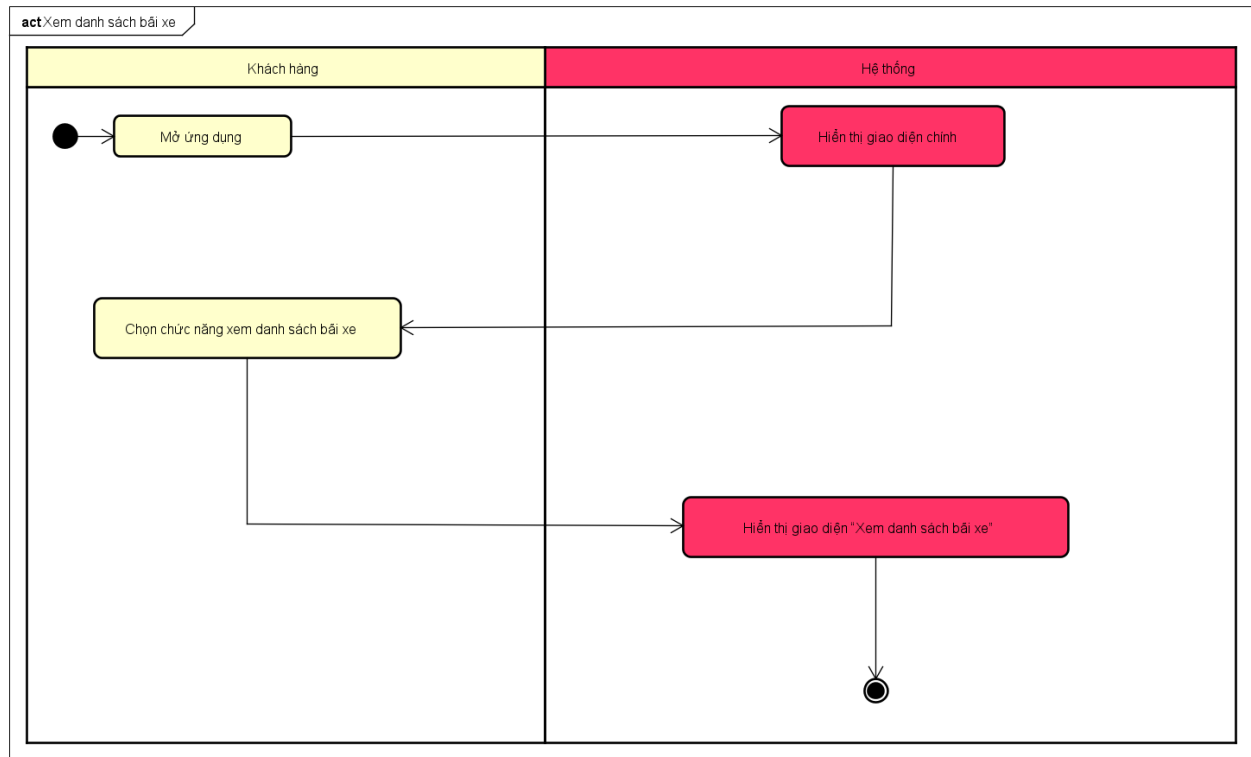 act Xem danh sách bãi xe
Khách hàng
Hệ thống
Mở ứng dụng
Hiển thị giao diện chính
Chọn chức năng xem danh sách bãi xe
Hiển thị giao diện "Xem danh sách bãi xe"